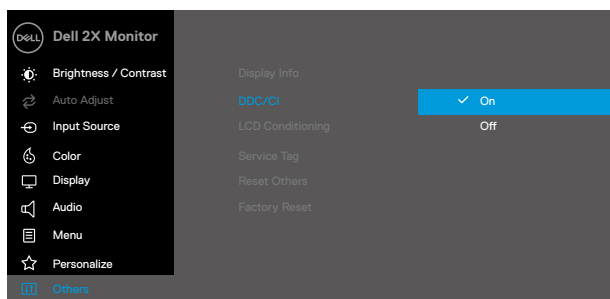 DELL
Dell 2X Monitor
Brightness / Contrast
Display Info
Auto Adjust
DDC/CI
On
Input Source
LCD Conditioning
Off
Color
Service Tag
Display
Reset Others
Audio
Factory Reset
Menu
Personalize
Others